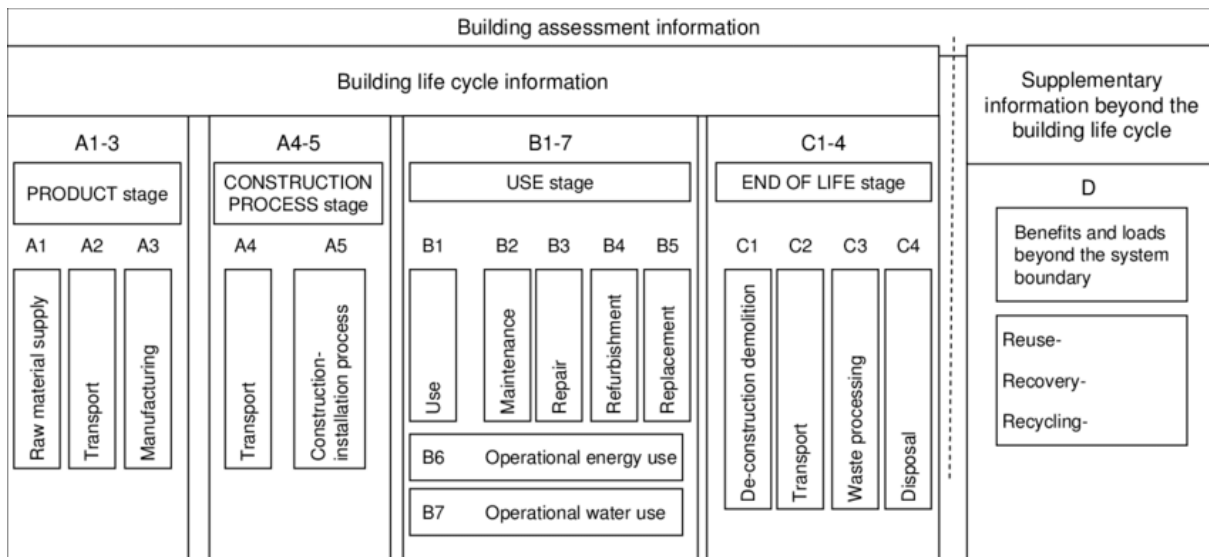 Building assessment information
Building life cycle information
Supplementary
information beyond the
building life cycle
A1-3
PRODUCT stage
A1
A2
A3
Raw material supply
Transport
Manufacturing
A4-5
CONSTRUCTION
PROCESS stage
A4
A5
Transport
Construction-
installation process
B1-7
USE stage
B1
B2
B3
B4
B5
Use
Maintenance
Repair
Refurbishment
Replacement
B6 Operational energy use
B7 Operational water use
C1-4
END OF LIFE stage
C1
C2
C3
C4
De-construction demolition
Transport
Waste processing
Disposal
D
Benefits and loads
beyond the system
boundary
Reuse-
Recovery-
Recycling-